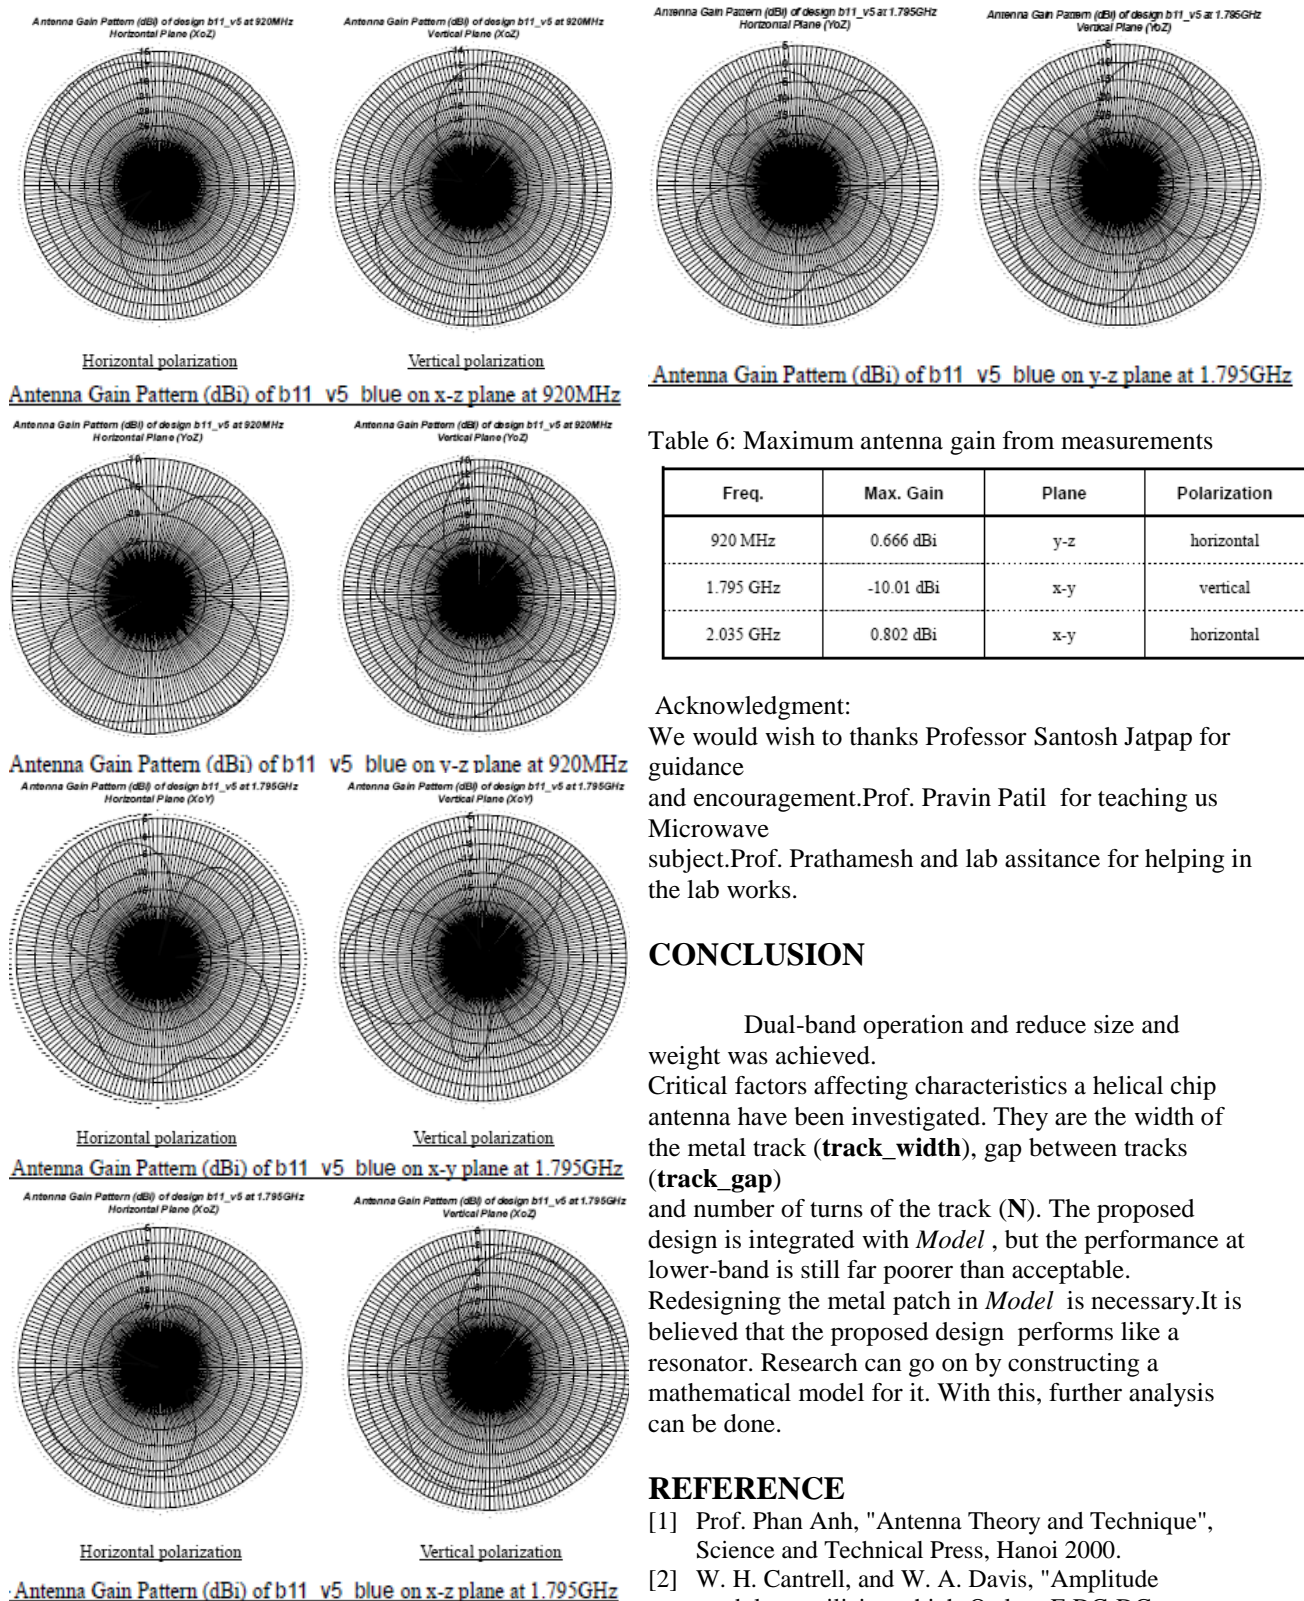 Antenna Gain Pattern (dBi) of design b11_v5 at 920MHz
Horizontal Plane (XoZ)
Antenna Gain Pattern (dBi) of design b11_v5 at 920MHz
Vertical Plane (XoZ)
Horizontal polarization
Vertical polarization
Antenna Gain Pattern (dBi) of b11_v5_blue on x-z plane at 920MHz
Antenna Gain Pattern (dBi) of design b11_v5 at 920MHz
Horizontal Plane (YoZ)
Antenna Gain Pattern (dBi) of design b11_v5 at 920MHz
Vertical Plane (YoZ)
Antenna Gain Pattern (dBi) of b11_v5_blue on y-z plane at 920MHz
Antenna Gain Pattern (dBi) of design b11_v5 at 1.795GHz
Horizontal Plane (XoY)
Antenna Gain Pattern (dBi) of design b11_v5 at 1.795GHz
Vertical Plane (XoY)
Horizontal polarization
Vertical polarization
Antenna Gain Pattern (dBi) of b11_v5_blue on x-y plane at 1.795GHz
Antenna Gain Pattern (dBi) of design b11_v5 at 1.795GHz
Horizontal Plane (XoZ)
Antenna Gain Pattern (dBi) of design b11_v5 at 1.795GHz
Vertical Plane (XoZ)
Horizontal polarization
Vertical polarization
Antenna Gain Pattern (dBi) of b11_v5_blue on x-z plane at 1.795GHz
Antenna Gain Pattern (dBi) of design b11_v5 at 1.795GHz
Horizontal Plane (YoZ)
Antenna Gain Pattern (dBi) of design b11_v5 at 1.795GHz
Vertical Plane (YoZ)
Antenna Gain Pattern (dBi) of b11_v5_blue on y-z plane at 1.795GHz
Table 6: Maximum antenna gain from measurements
Freq. Max. Gain Plane Polarization
920 MHz 0.666 dBi y-z horizontal
1.795 GHz -10.01 dBi x-y vertical
2.035 GHz 0.802 dBi x-y horizontal
Acknowledgment:
We would wish to thanks Professor Santosh Jatpap for
guidance
and encouragement.Prof. Pravin Patil for teaching us
Microwave
subject.Prof. Prathamesh and lab assitance for helping in
the lab works.
CONCLUSION
Dual-band operation and reduce size and
weight was achieved.
Critical factors affecting characteristics a helical chip
antenna have been investigated. They are the width of
the metal track (track_width), gap between tracks
(track_gap)
and number of turns of the track (N). The proposed
design is integrated with Model , but the performance at
lower-band is still far poorer than acceptable.
Redesigning the metal patch in Model is necessary.It is
believed that the proposed design performs like a
resonator. Research can go on by constructing a
mathematical model for it. With this, further analysis
can be done.
REFERENCE
[1] Prof. Phan Anh, "Antenna Theory and Technique",
Science and Technical Press, Hanoi 2000.
[2] W. H. Cantrell, and W. A. Davis, "Amplitude